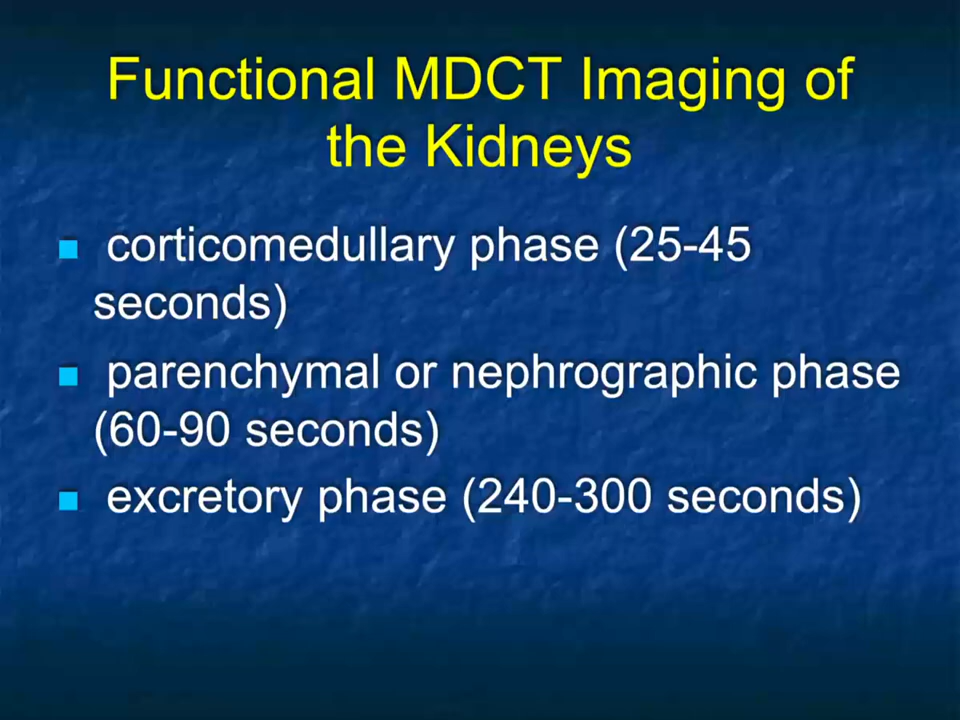 Functional MDCT Imaging of
the Kidneys
corticomedullary phase (25-45
seconds)
parenchymal or nephrographic phase
(60-90 seconds)
excretory phase (240-300 seconds)